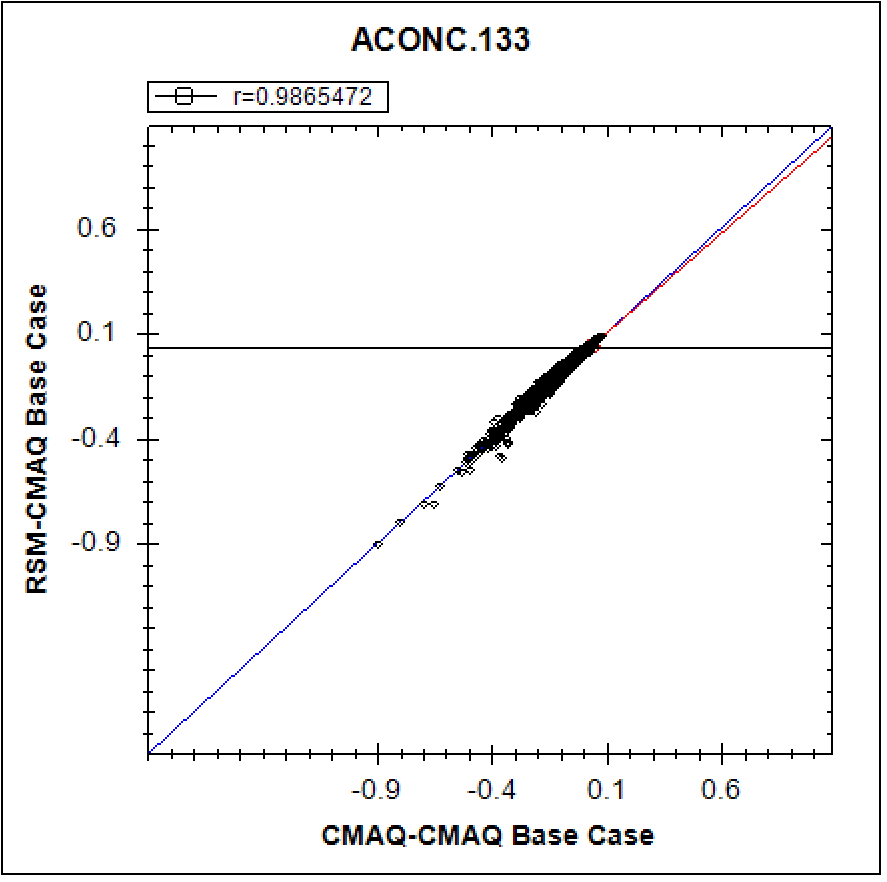 ACONC.133
r=0.9865472
0.6
0.1
-0.4
-0.9
RSM-CMAQ Base Case
-0.9 -0.4 0.1 0.6
CMAQ-CMAQ Base Case